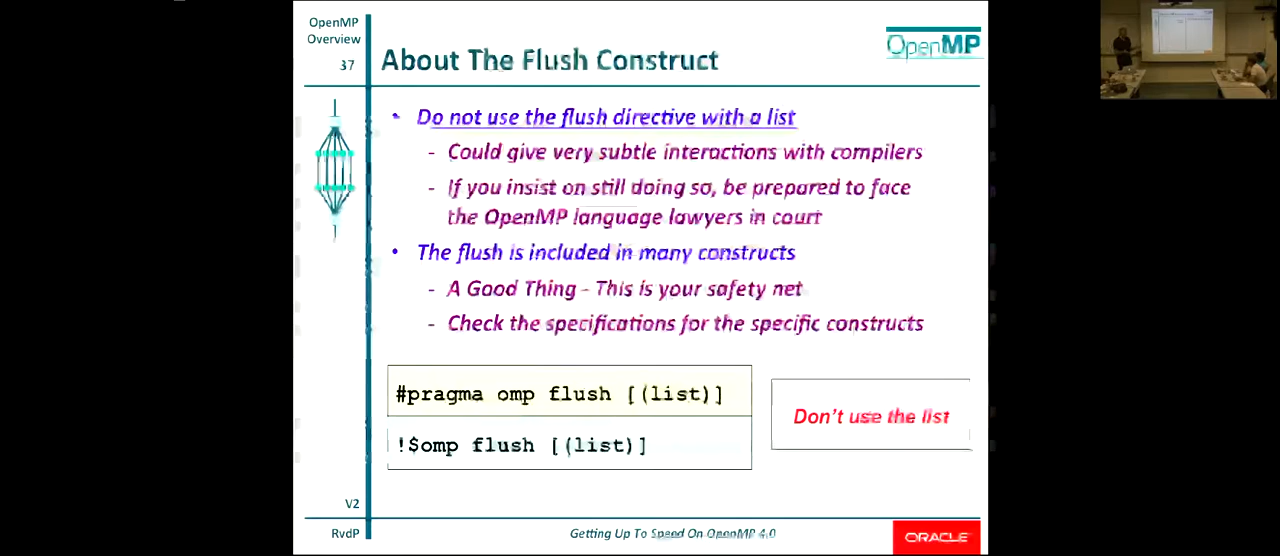 OpenMP
Overview
37
About The Flush Construct
OpenMP
• Do not use the flush directive with a list
- Could give very subtle interactions with compilers
- If you insist on still doing so, be prepared to face
the OpenMP language lawyers in court
• The flush is included in many constructs
- A Good Thing - This is your safety net
- Check the specifications for the specific constructs
#pragma omp flush [(list)]
!$omp flush [(list)]
Don't use the list
V2
RvdP
Getting Up To Speed On OpenMP 4.0
ORACLE